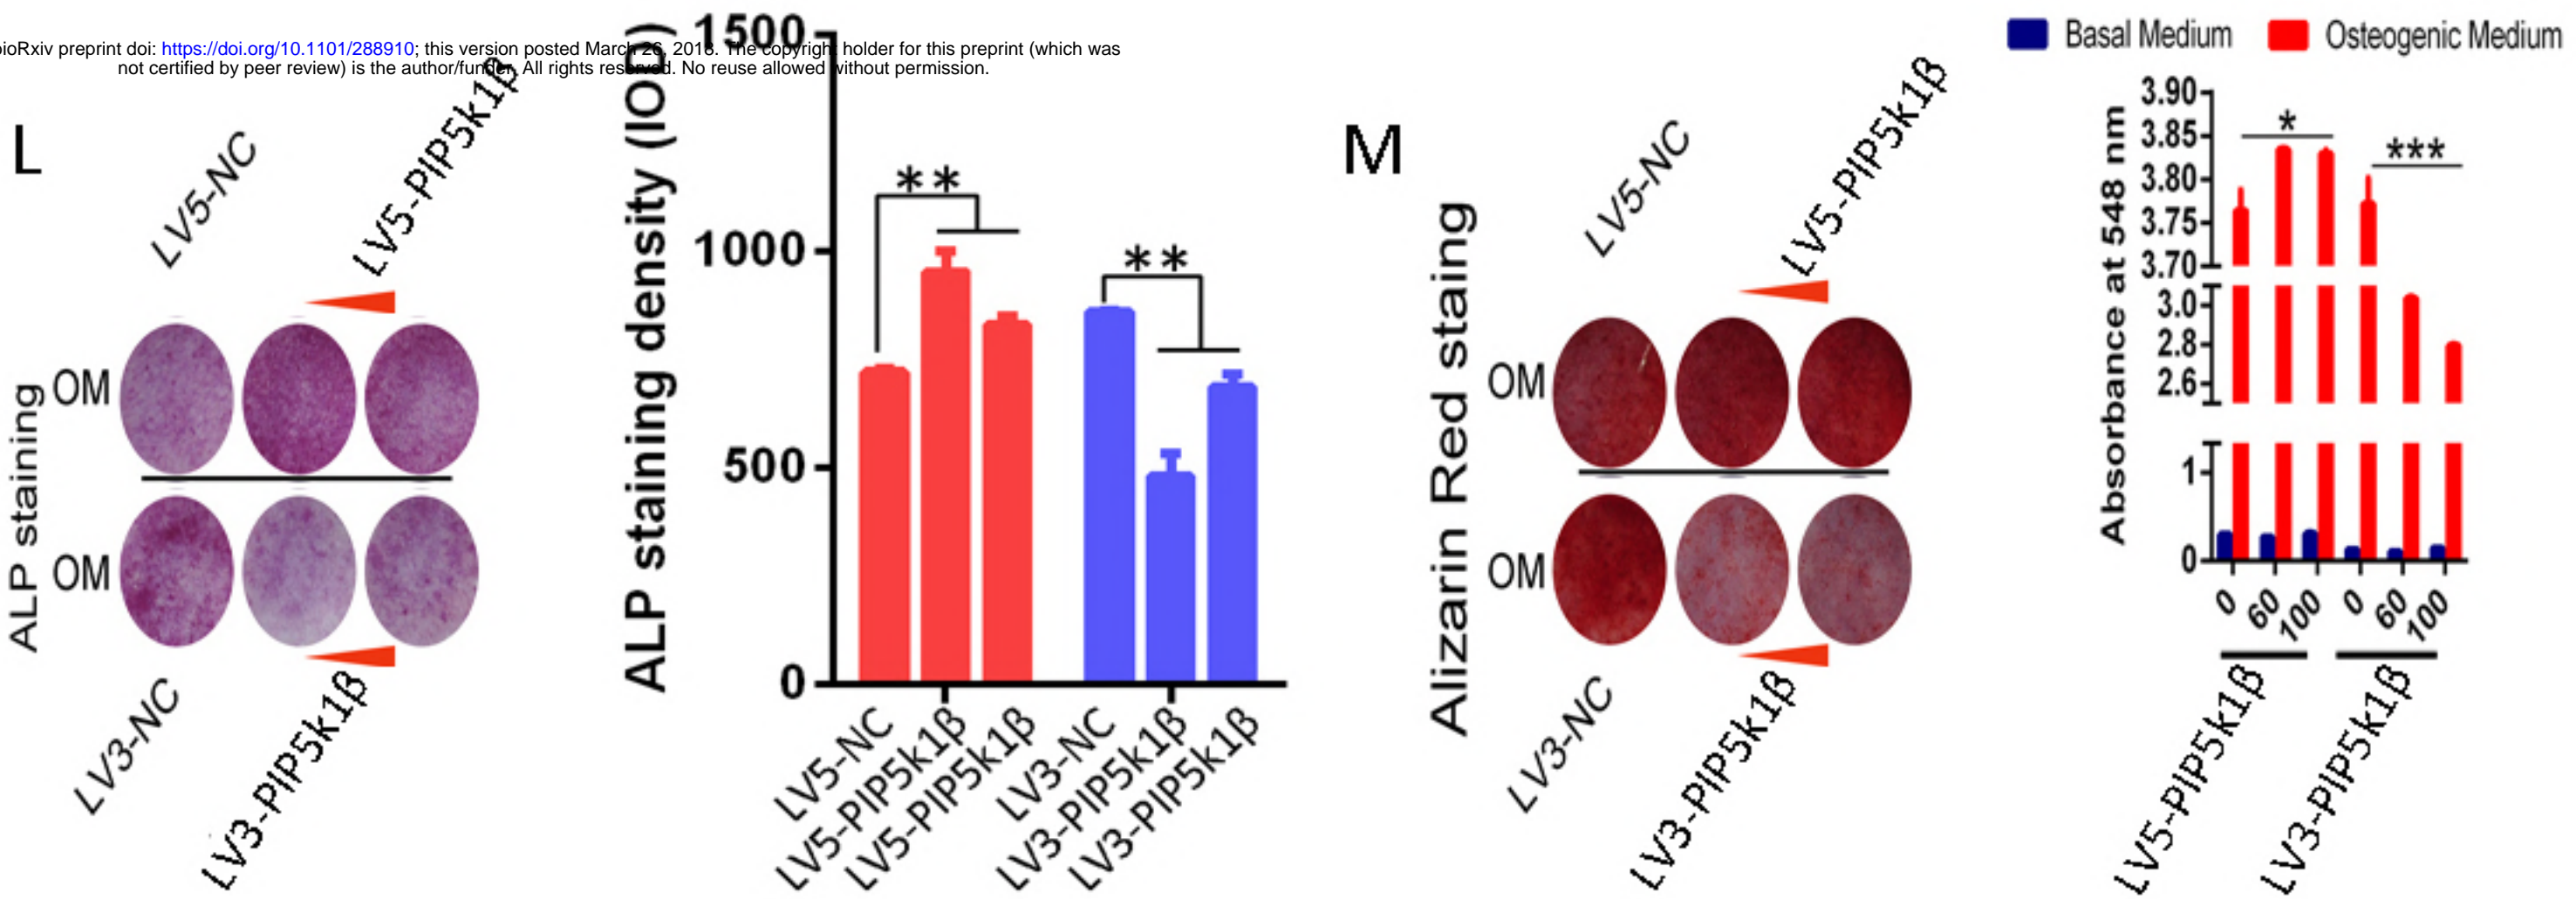 bioRxiv preprint doi: https://doi.org/10.1101/288910; this version posted March 26, 2018. The copyright holder for this preprint (which was
not certified by peer review) is the author/funder. All rights reserved. No reuse allowed without permission.
L
LV5-NC
LV5-PIP5k1β
ALP staining
OM
OM
LV3-NC
LV3-PIP5k1β
ALP staining density (IOD)
1500
1000
500
0
**
**
LV5-NC
LV5-PIP5k1β
LV5-PIP5k1β
LV3-NC
LV3-PIP5k1β
LV3-PIP5k1β
M
LV5-NC
LV5-PIP5k1β
Alizarin Red staing
OM
OM
LV3-NC
LV3-PIP5k1β
Basal Medium
Osteogenic Medium
Absorbance at 548 nm
3.90
3.85
3.80
3.75
3.70
3.0
2.8
2.6
1
0
*
***
0
60
100
0
60
100
LV5-PIP5k1β
LV3-PIP5k1β